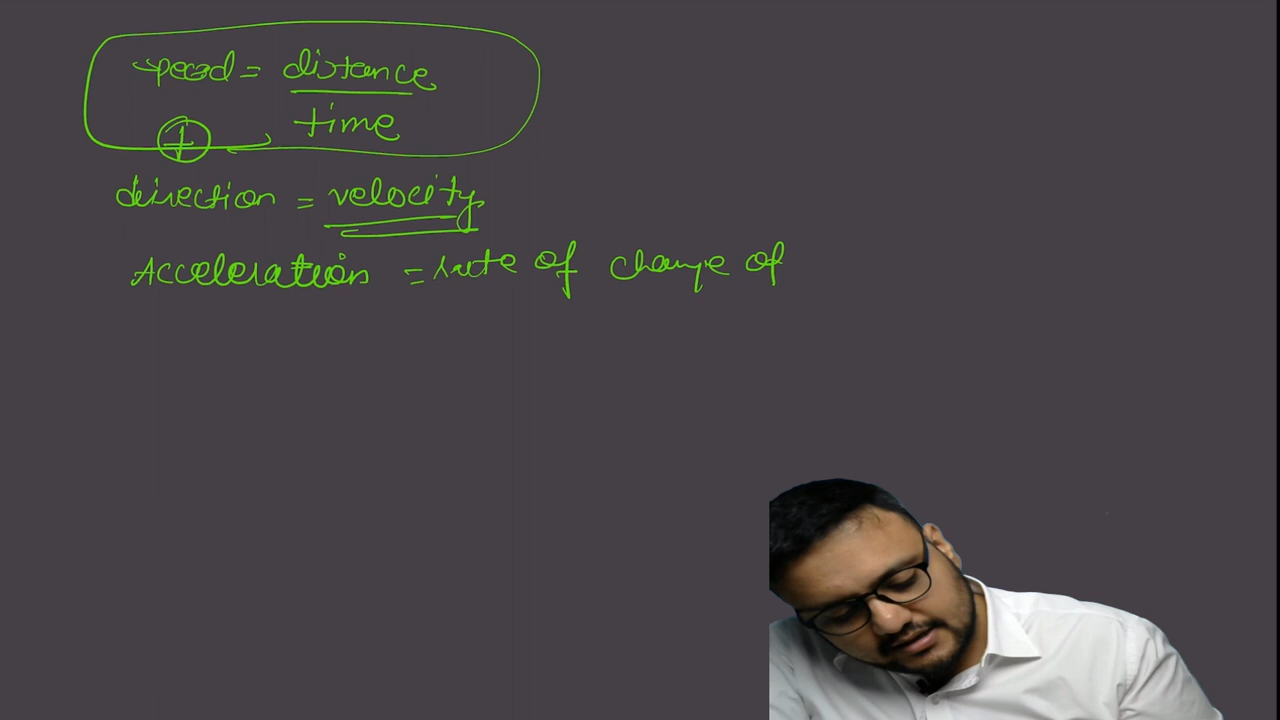 speed = distance
time
+
direction = velocity
Acceleration = rate of change of